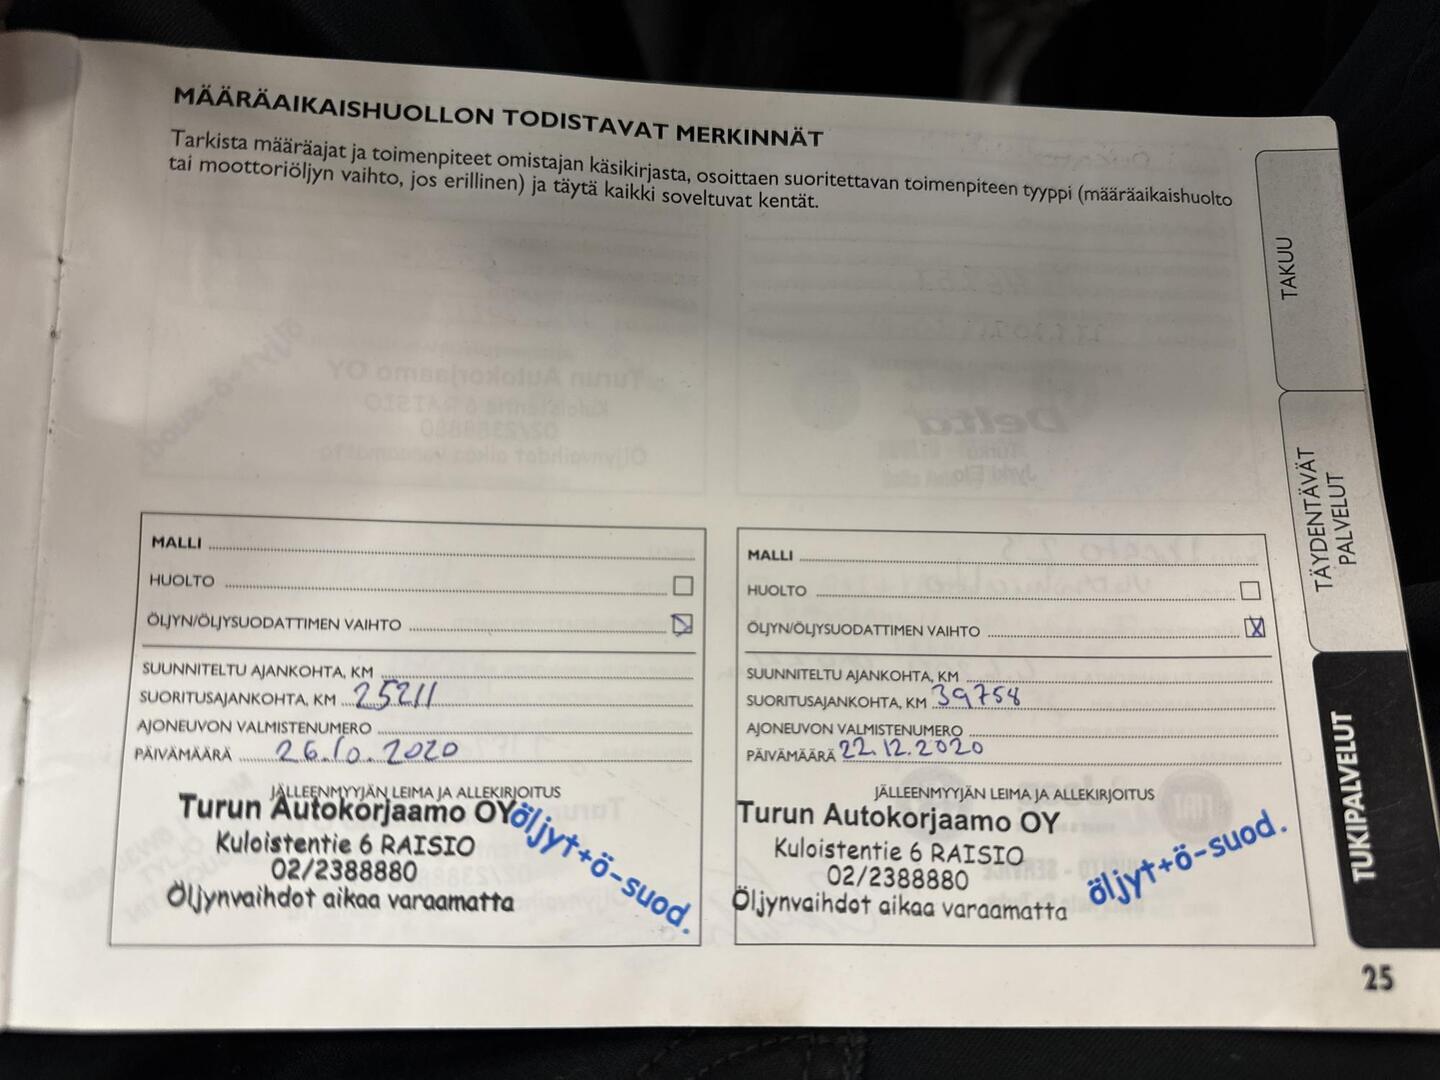 MÄÄRÄAIKAISHUOLLON TODISTAVAT MERKINNÄT
Tarkista määräajat ja toimenpiteet omistajan käsikirjasta, osoittaen suoritettavan toimenpiteen tyyppi (määräaikaishuolto
tai moottoriöljyn vaihto, jos erillinen) ja täytä kaikki soveltuvat kentät.
MALLI
HUOLTO
ÖLJYN/ÖLJYSUODATTIMEN VAIHTO
SUUNNITELTU AJANKOHTA, KM
SUORITUSAJANKOHTA, KM 25211
AJONEUVON VALMISTENUMERO
PÄIVÄMÄÄRÄ 26.10.2020
JÄLLEENMYYJÄN LEIMA JA ALLEKIRJOITUS
Turun Autokorjaamo OY
Kuloistentie 6 RAISIO
02/2388880
Öljynvaihdot aikaa varaamatta
öljyt+ö-suod.
MALLI
HUOLTO
ÖLJYN/ÖLJYSUODATTIMEN VAIHTO X
SUUNNITELTU AJANKOHTA, KM
SUORITUSAJANKOHTA, KM 39758
AJONEUVON VALMISTENUMERO
PÄIVÄMÄÄRÄ 22.12.2020
JÄLLEENMYYJÄN LEIMA JA ALLEKIRJOITUS
Turun Autokorjaamo OY
Kuloistentie 6 RAISIO
02/2388880
Öljynvaihdot aikaa varaamatta
öljyt+ö-suod.
TAKUU
TÄYDENTÄVÄT
PALVELUT
TUKIPALVELUT
25